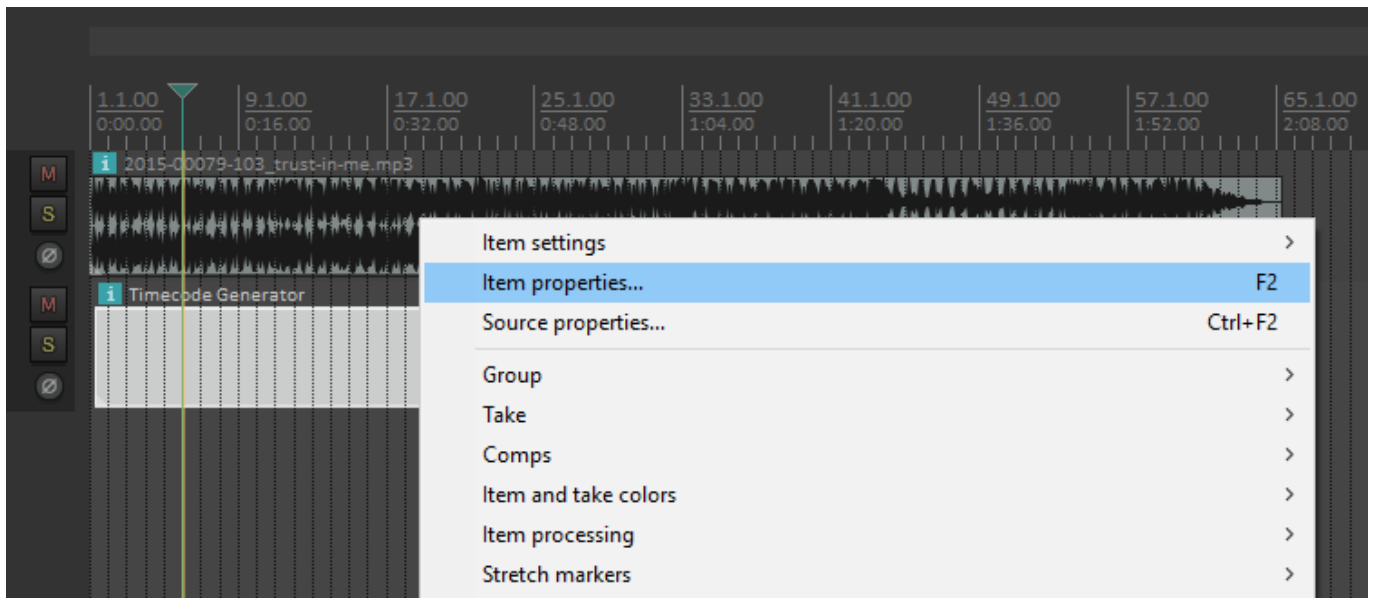 1.1.00 9.1.00 17.1.00 25.1.00 33.1.00 41.1.00 49.1.00 57.1.00 65.1.00
0:00.00 0:16.00 0:32.00 0:48.00 1:04.00 1:20.00 1:36.00 1:52.00 2:08.00
i 2015-00079-103_trust-in-me.mp3
M
S
Item settings >
Item properties... F2
i Timecode Generator
M
Source properties... Ctrl+F2
S
Group >
Take >
Comps >
Item and take colors >
Item processing >
Stretch markers >